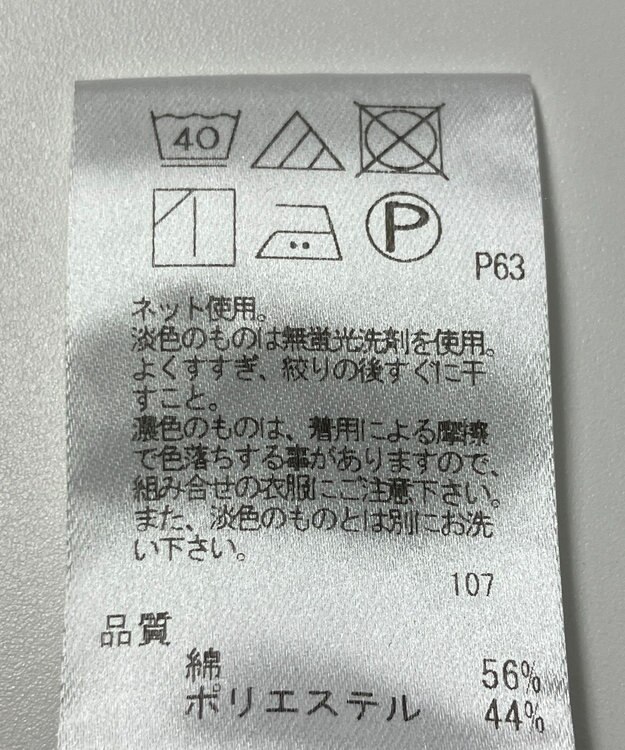 40
P
P63
ネット使用。
淡色のものは無蛍光洗剤を使用。
よくすすぎ、絞りの後すぐに干
すこと。
濃色のものは、着用による摩擦
で色落ちする事がありますので、
組み合せの衣服にご注意下さい。
また、淡色のものとは別にお洗
い下さい。
107
品質
綿 56%
ポリエステル 44%